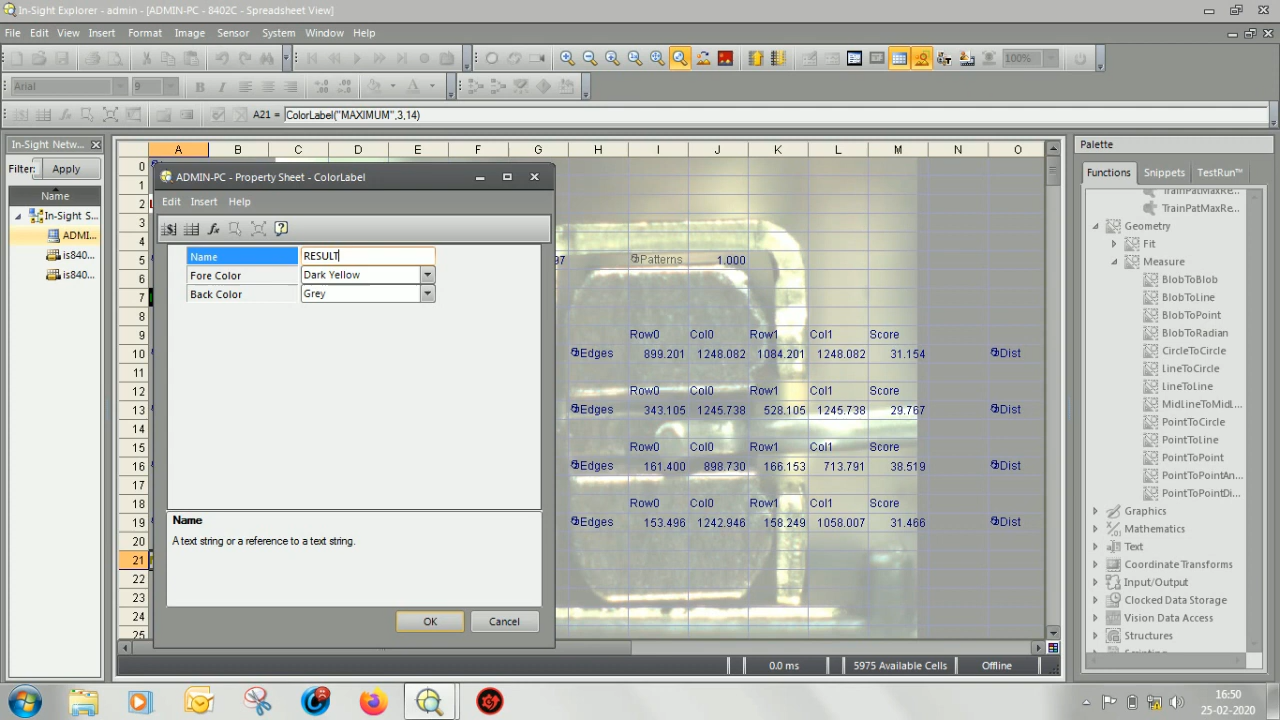 In-Sight Explorer - admin - [ADMIN-PC - 8402C - Spreadsheet View]
File Edit View Insert Format Image Sensor System Window Help
100%
Arial 9
A21 = ColorLabel("MAXIMUM",3,14)
In-Sight Netw...
Filter: Apply
Name
In-Sight S...
ADMI...
is840...
is840...
A B C D E F G H I J K L M N O
0
1
2
3
4
5 Patterns 1.000
6
7
8
9 Row0 Col0 Row1 Col1 Score
10 Edges 899.201 1248.082 1084.201 1248.082 31.154 Dist
11
12 Row0 Col0 Row1 Col1 Score
13 Edges 343.105 1245.738 528.105 1245.738 29.767 Dist
14
15 Row0 Col0 Row1 Col1 Score
16 Edges 161.400 898.730 166.153 713.791 38.519 Dist
17
18 Row0 Col0 Row1 Col1 Score
19 Edges 153.496 1242.946 158.249 1058.007 31.466 Dist
20
21
22
23
24
25
ADMIN-PC - Property Sheet - ColorLabel
Edit Insert Help
Name RESULT
Fore Color Dark Yellow
Back Color Grey
Name
A text string or a reference to a text string.
OK Cancel
0.0 ms 5975 Available Cells Offline
Palette
Functions Snippets TestRun™
TrainPatMaxRe...
TrainPatMaxRe...
Geometry
Fit
Measure
BlobToBlob
BlobToLine
BlobToPoint
BlobToRadian
CircleToCircle
LineToCircle
LineToLine
MidLineToMidL...
PointToCircle
PointToLine
PointToPoint
PointToPointAn...
PointToPointDi...
Graphics
Mathematics
Text
Coordinate Transforms
Input/Output
Clocked Data Storage
Vision Data Access
Structures
16:50
25-02-2020